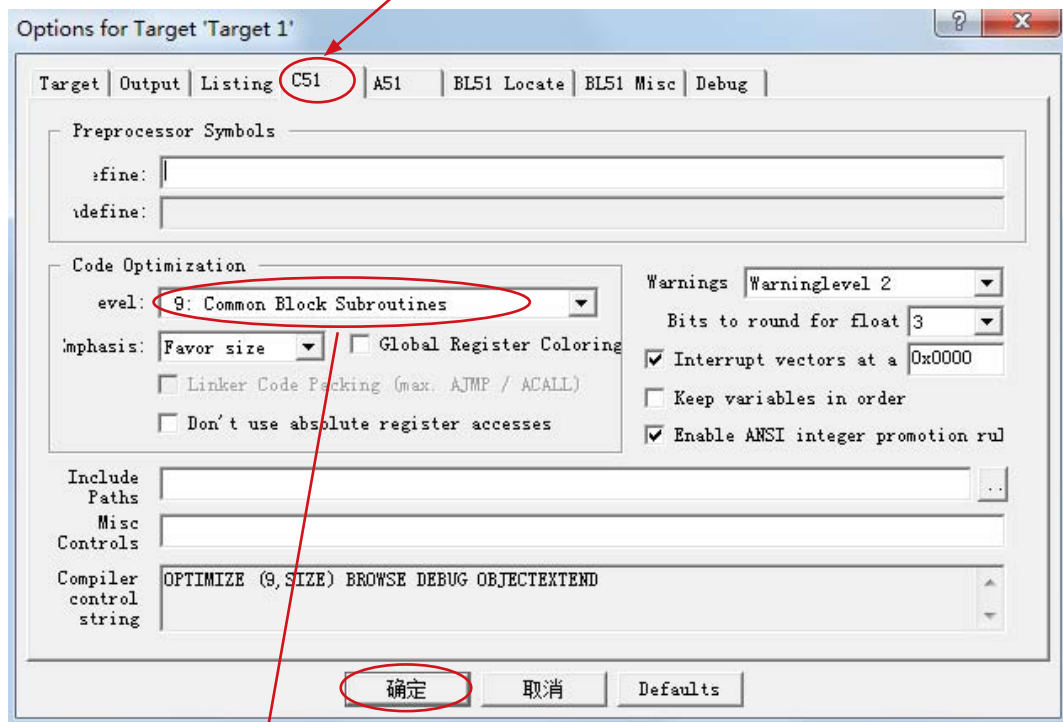 Options for Target 'Target 1'
Target Output Listing C51 A51 BL51 Locate BL51 Misc Debug
Preprocessor Symbols
efine:
define:
Code Optimization
evel: 9: Common Block Subroutines
mphasis: Favor size Global Register Coloring
Linker Code Packing (max. AJMP / ACALL)
Don't use absolute register accesses
Warnings Warninglevel 2
Bits to round for float 3
Interrupt vectors at a 0x0000
Keep variables in order
Enable ANSI integer promotion rul
Include
Paths
..
Misc
Controls
Compiler
control
string
OPTIMIZE (9,SIZE) BROWSE DEBUG OBJECTEXTEND
确定 取消 Defaults